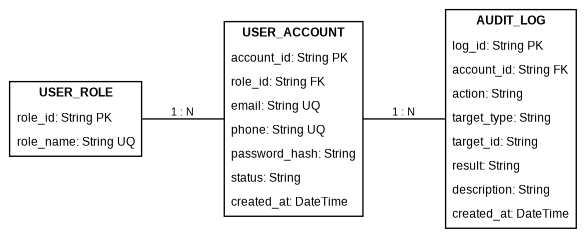 USER_ROLE
role_id: String PK
role_name: String UQ
1 : N
USER_ACCOUNT
account_id: String PK
role_id: String FK
email: String UQ
phone: String UQ
password_hash: String
status: String
created_at: DateTime
1 : N
AUDIT_LOG
log_id: String PK
account_id: String FK
action: String
target_type: String
target_id: String
result: String
description: String
created_at: DateTime